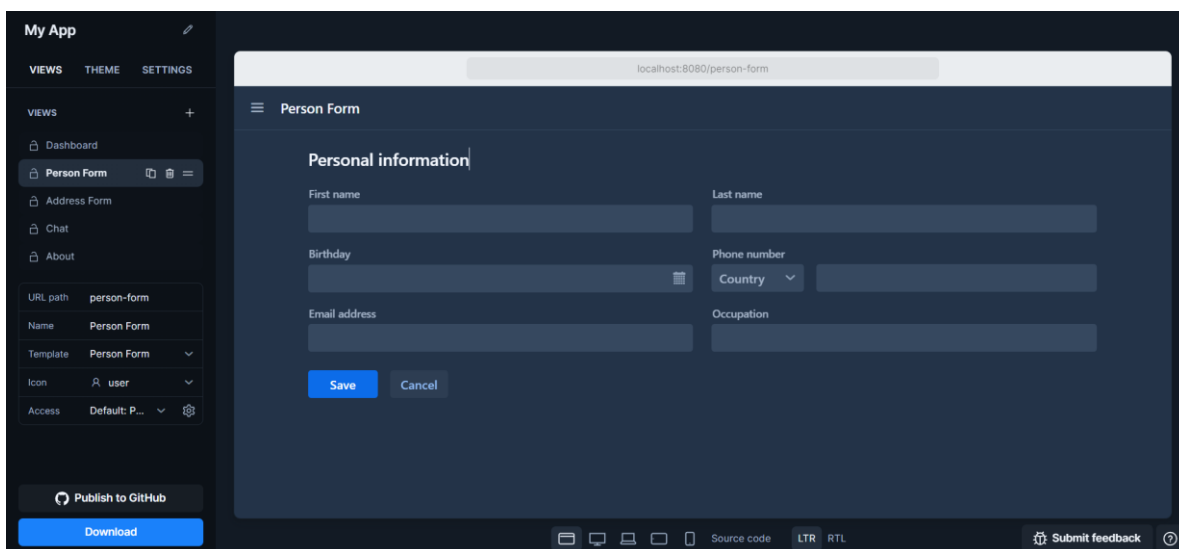 My App
VIEWS THEME SETTINGS
VIEWS
Dashboard
Person Form
Address Form
Chat
About
URL path person-form
Name Person Form
Template Person Form
Icon user
Access Default: P...
Publish to GitHub
Download
localhost:8080/person-form
Person Form
Personal information
First name Last name
Birthday Phone number
Country
Email address Occupation
Save Cancel
Source code LTR RTL
Submit feedback